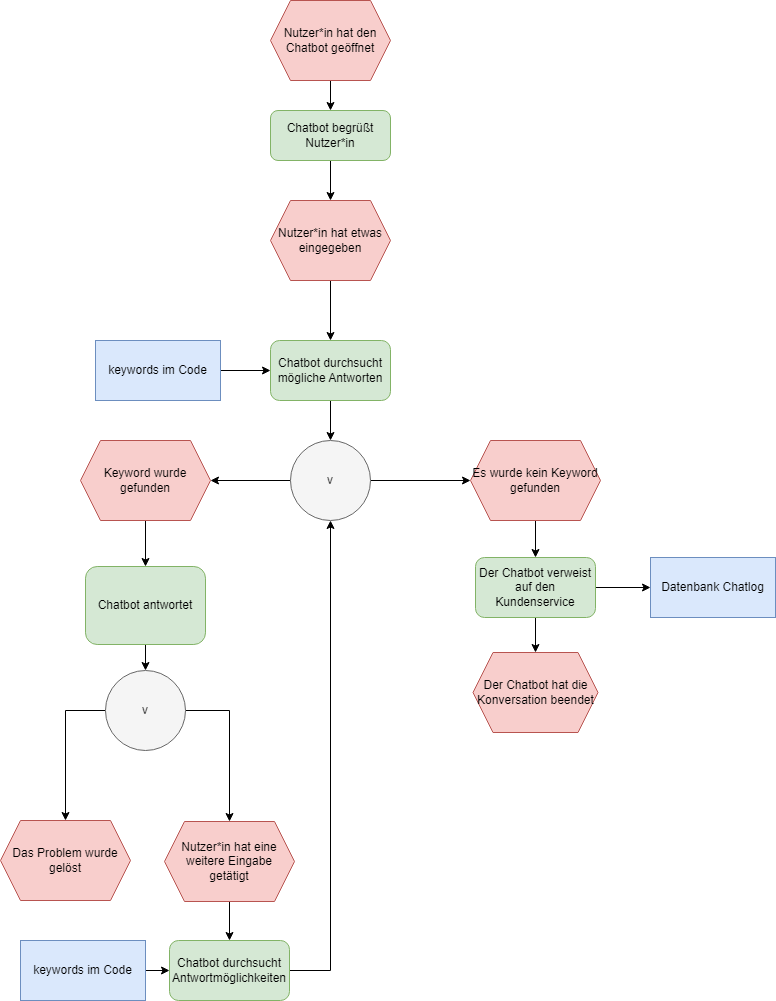 Nutzer*in hat den
Chatbot geöffnet
Chatbot begrüßt
Nutzer*in
Nutzer*in hat etwas
eingegeben
keywords im Code
Chatbot durchsucht
mögliche Antworten
Keyword wurde
gefunden
v
Es wurde kein Keyword
gefunden
Chatbot antwortet
Der Chatbot verweist
auf den
Kundenservice
Datenbank Chatlog
v
Der Chatbot hat die
Konversation beendet
Das Problem wurde
gelöst
Nutzer*in hat eine
weitere Eingabe
getätigt
keywords im Code
Chatbot durchsucht
Antwortmöglichkeiten